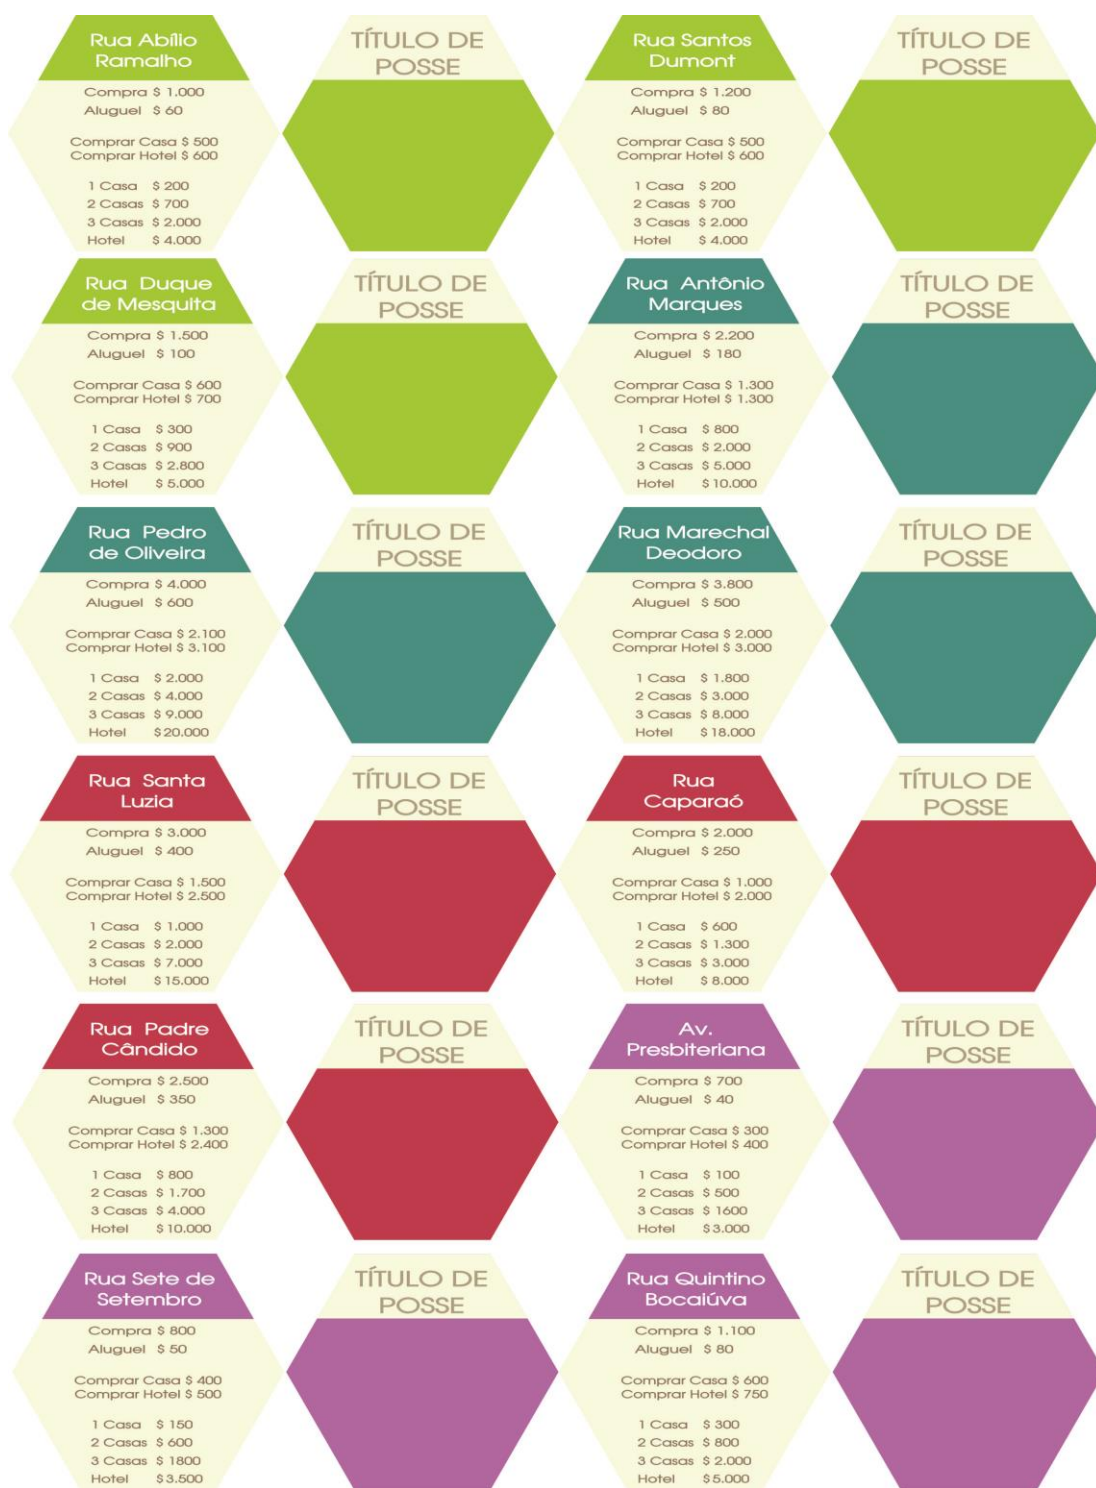 Rua Abílio
Ramalho
Compra $ 1.000
Aluguel $ 60
Comprar Casa $ 500
Comprar Hotel $ 600
1 Casa $ 200
2 Casas $ 700
3 Casas $ 2.000
Hotel $ 4.000
TÍTULO DE
POSSE
Rua Santos
Dumont
Compra $ 1.200
Aluguel $ 80
Comprar Casa $ 500
Comprar Hotel $ 600
1 Casa $ 200
2 Casas $ 700
3 Casas $ 2.000
Hotel $ 4.000
TÍTULO DE
POSSE
Rua Duque
de Mesquita
Compra $ 1.500
Aluguel $ 100
Comprar Casa $ 600
Comprar Hotel $ 700
1 Casa $ 300
2 Casas $ 900
3 Casas $ 2.800
Hotel $ 5.000
TÍTULO DE
POSSE
Rua Antônio
Marques
Compra $ 2.200
Aluguel $ 180
Comprar Casa $ 1.300
Comprar Hotel $ 1.300
1 Casa $ 800
2 Casas $ 2.000
3 Casas $ 5.000
Hotel $ 10.000
TÍTULO DE
POSSE
Rua Pedro
de Oliveira
Compra $ 4.000
Aluguel $ 600
Comprar Casa $ 2.100
Comprar Hotel $ 3.100
1 Casa $ 2.000
2 Casas $ 4.000
3 Casas $ 9.000
Hotel $ 20.000
TÍTULO DE
POSSE
Rua Marechal
Deodoro
Compra $ 3.800
Aluguel $ 500
Comprar Casa $ 2.000
Comprar Hotel $ 3.000
1 Casa $ 1.800
2 Casas $ 3.000
3 Casas $ 8.000
Hotel $ 18.000
TÍTULO DE
POSSE
Rua Santa
Luzia
Compra $ 3.000
Aluguel $ 400
Comprar Casa $ 1.500
Comprar Hotel $ 2.500
1 Casa $ 1.000
2 Casas $ 2.000
3 Casas $ 7.000
Hotel $ 15.000
TÍTULO DE
POSSE
Rua
Caparaó
Compra $ 2.000
Aluguel $ 250
Comprar Casa $ 1.000
Comprar Hotel $ 2.000
1 Casa $ 600
2 Casas $ 1.300
3 Casas $ 3.000
Hotel $ 8.000
TÍTULO DE
POSSE
Rua Padre
Cândido
Compra $ 2.500
Aluguel $ 350
Comprar Casa $ 1.300
Comprar Hotel $ 2.400
1 Casa $ 800
2 Casas $ 1.700
3 Casas $ 4.000
Hotel $ 10.000
TÍTULO DE
POSSE
Av.
Presbiteriana
Compra $ 700
Aluguel $ 40
Comprar Casa $ 300
Comprar Hotel $ 400
1 Casa $ 100
2 Casas $ 500
3 Casas $ 1600
Hotel $ 3.000
TÍTULO DE
POSSE
Rua Sete de
Setembro
Compra $ 800
Aluguel $ 50
Comprar Casa $ 400
Comprar Hotel $ 500
1 Casa $ 150
2 Casas $ 600
3 Casas $ 1800
Hotel $ 3.500
TÍTULO DE
POSSE
Rua Quintino
Bocaiúva
Compra $ 1.100
Aluguel $ 80
Comprar Casa $ 600
Comprar Hotel $ 750
1 Casa $ 300
2 Casas $ 800
3 Casas $ 2.000
Hotel $ 5.000
TÍTULO DE
POSSE